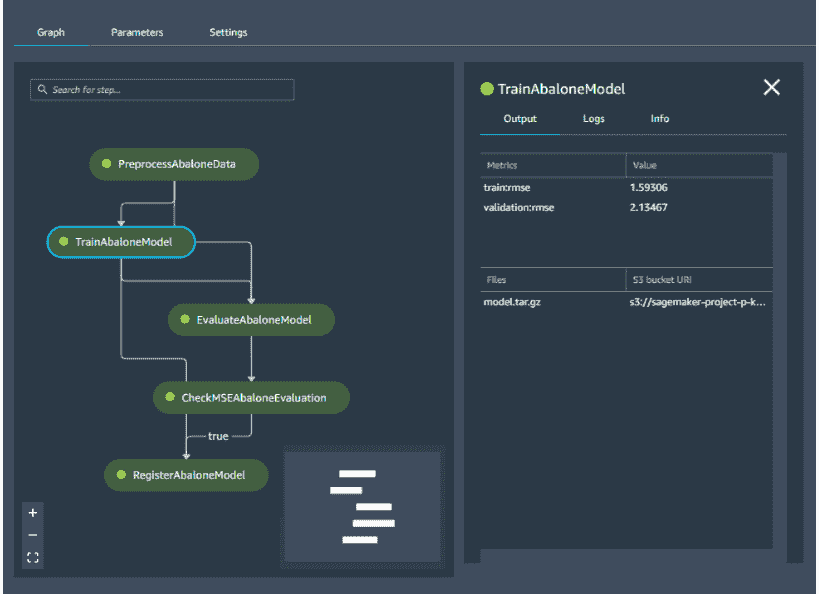 Graph Parameters Settings
Search for step...
PreprocessAbaloneData
TrainAbaloneModel
EvaluateAbaloneModel
CheckMSEAbaloneEvaluation
true
RegisterAbaloneModel
TrainAbaloneModel
Output Logs Info
Metrics Value
train:rmse 1.59306
validation:rmse 2.13467
Files S3 bucket URI
model.tar.gz s3://sagemaker-project-p-k...